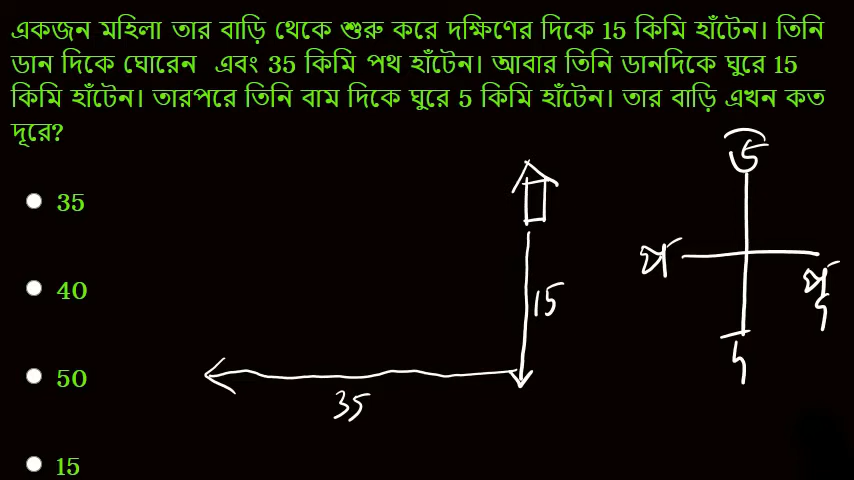 একজন মহিলা তার বাড়ি থেকে শুরু করে দক্ষিণের দিকে 15 কিমি হাঁটেন। তিনি
ডান দিকে ঘোরেন এবং 35 কিমি পথ হাঁটেন। আবার তিনি ডানদিকে ঘুরে 15
কিমি হাঁটেন। তারপরে তিনি বাম দিকে ঘুরে 5 কিমি হাঁটেন। তার বাড়ি এখন কত
দূরে?
35
40
50
15
15
35
উ
প
পূ
দ